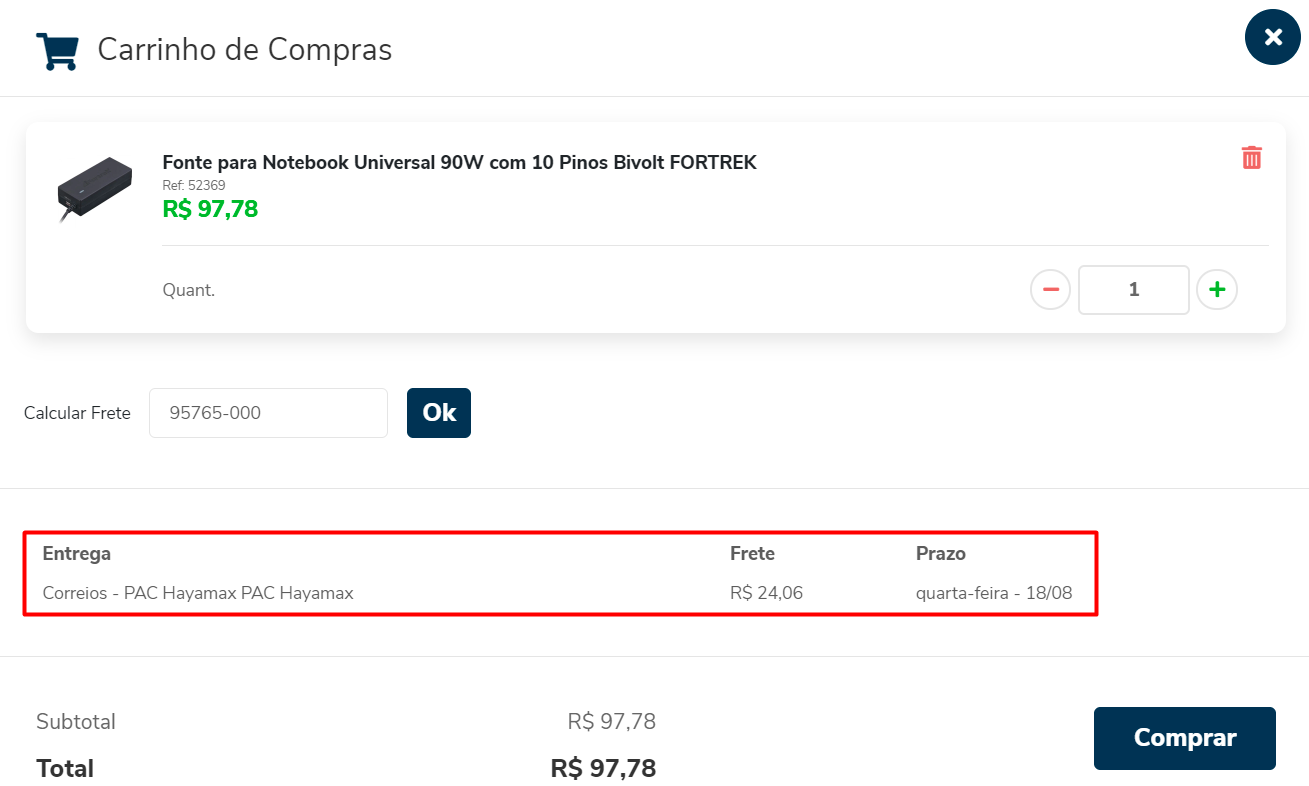 Carrinho de Compras
Fonte para Notebook Universal 90W com 10 Pinos Bivolt FORTREK
Ref: 52369
R$ 97,78
Quant.
1
Calcular Frete 95765-000 Ok
Entrega Frete Prazo
Correios - PAC Hayamax PAC Hayamax R$ 24,06 quarta-feira - 18/08
Subtotal R$ 97,78
Comprar
Total R$ 97,78